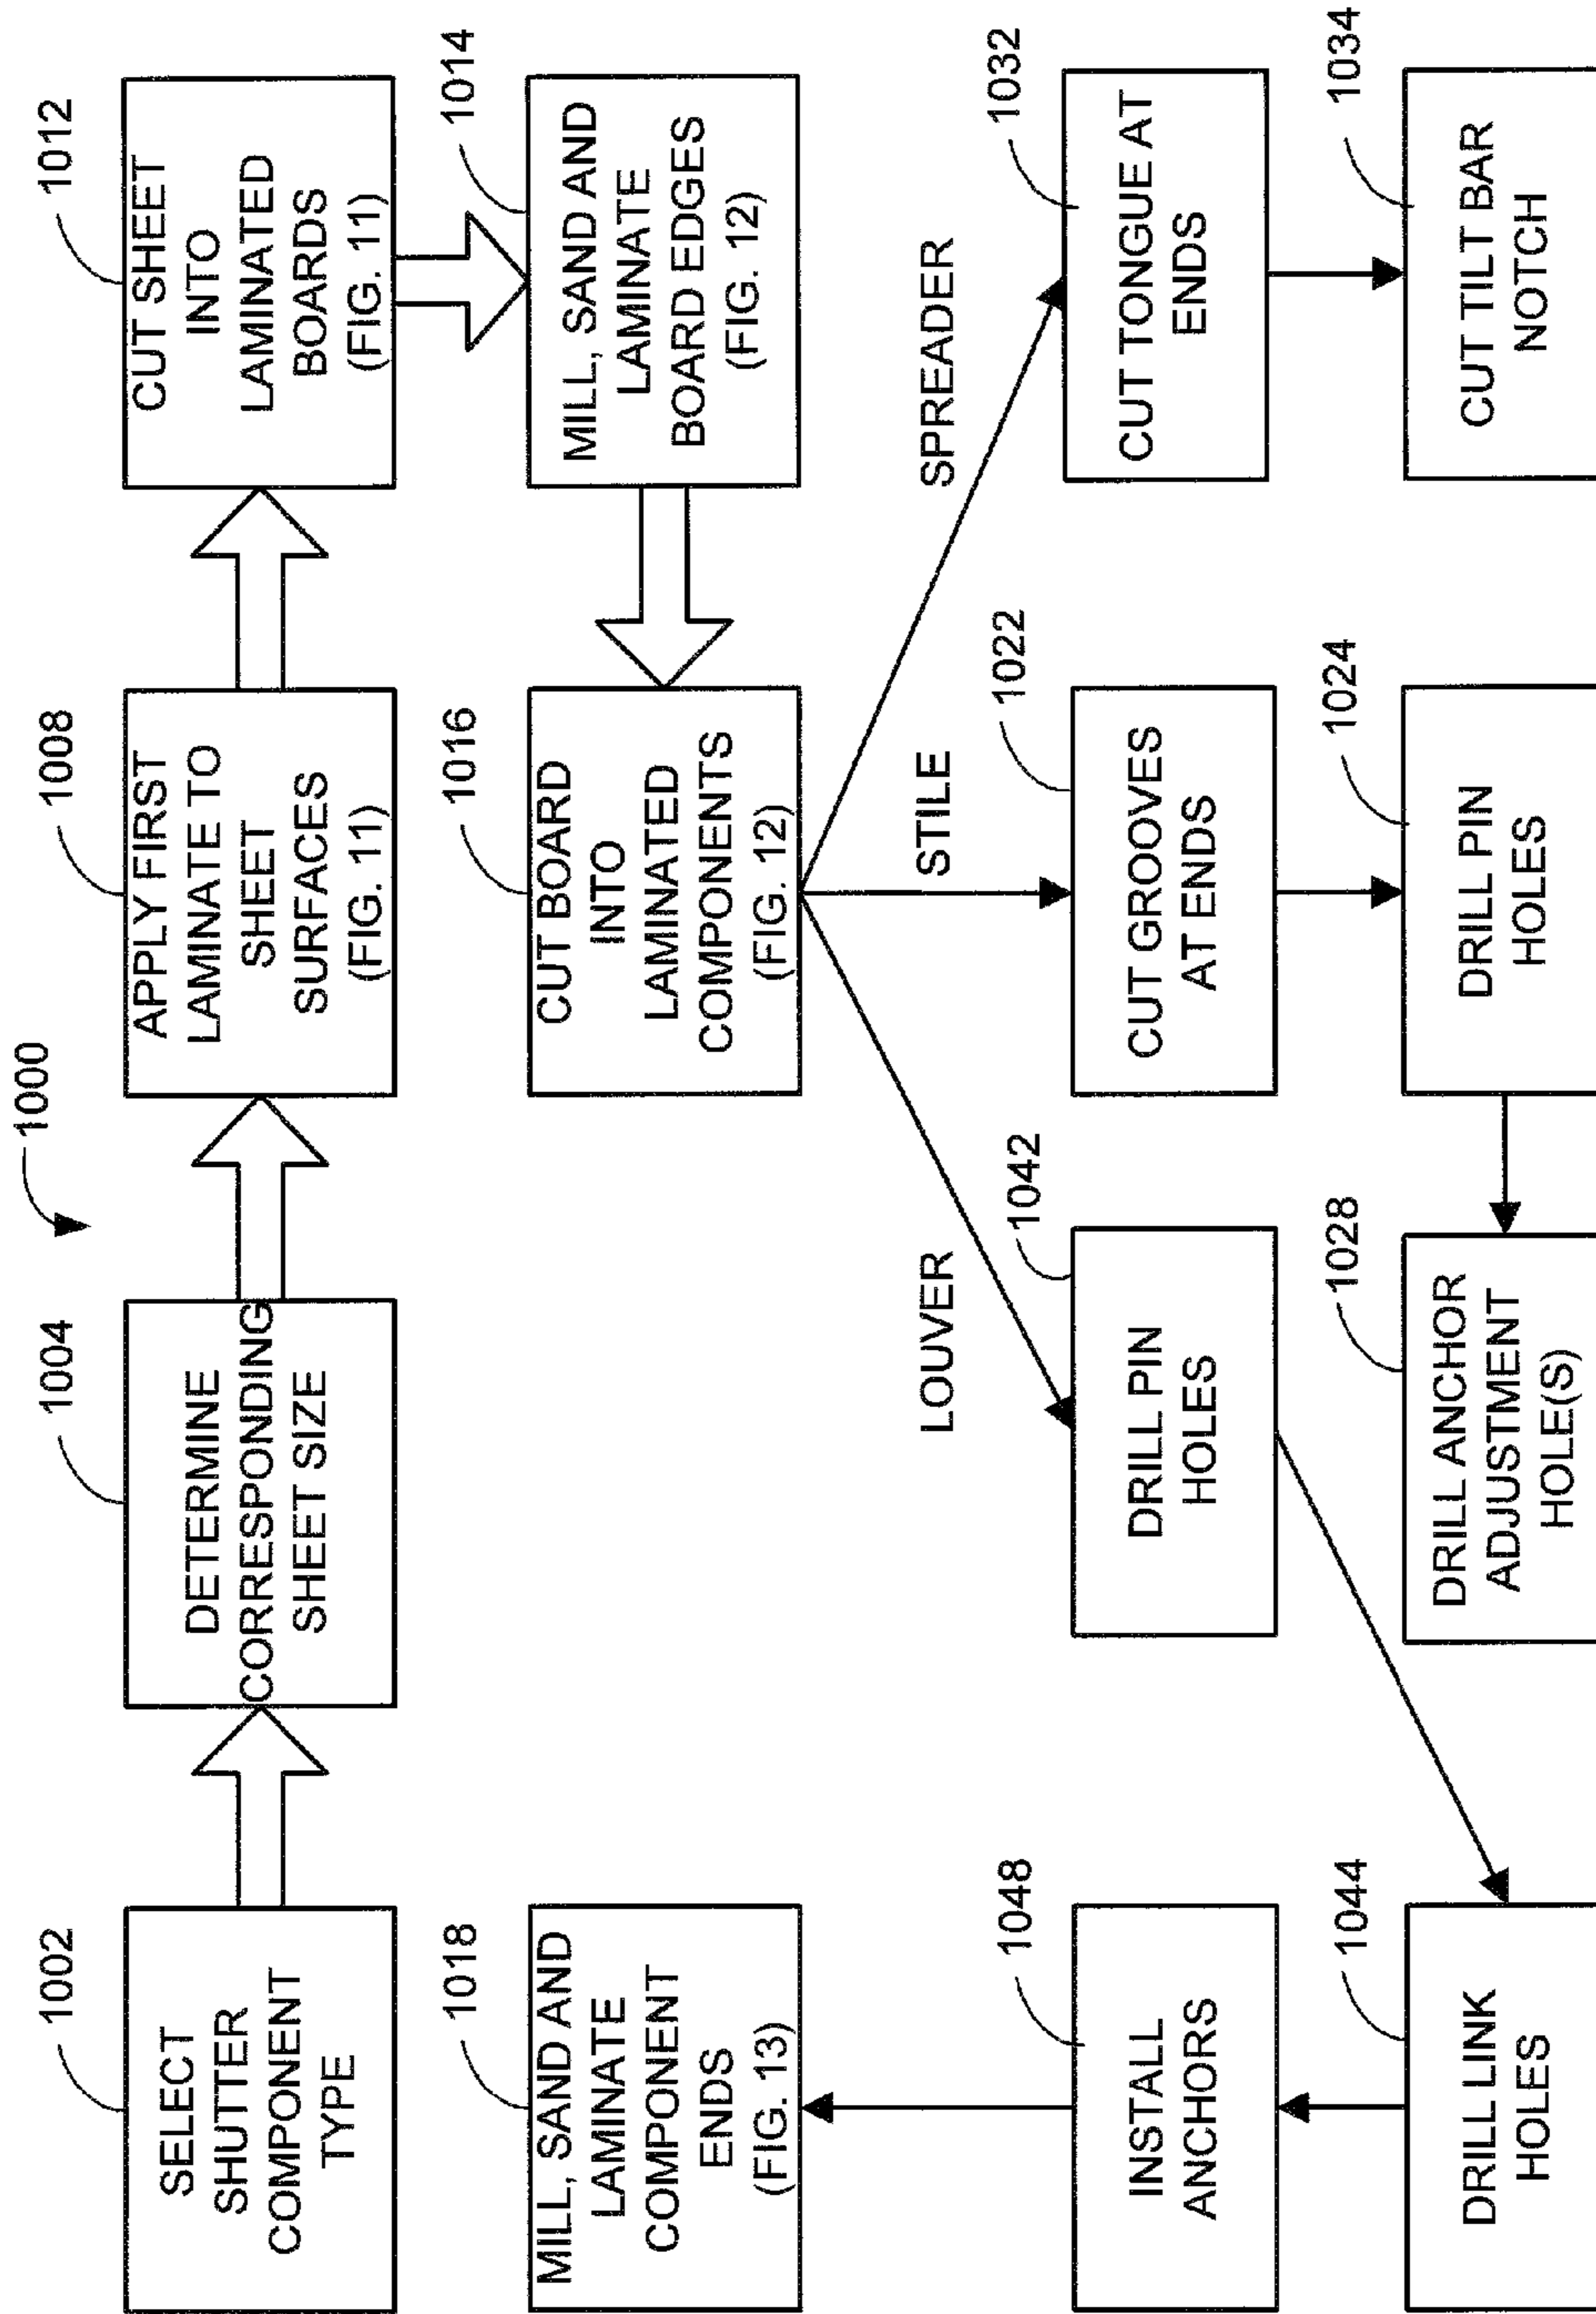 1000
1002
SELECT
SHUTTER
COMPONENT
TYPE
1004
DETERMINE
CORRESPONDING
SHEET SIZE
1008
APPLY FIRST
LAMINATE TO
SHEET
SURFACES
(FIG. 11)
1012
CUT SHEET
INTO
LAMINATED
BOARDS
(FIG. 11)
1014
MILL, SAND AND
LAMINATE
BOARD EDGES
(FIG. 12)
1016
CUT BOARD
INTO
LAMINATED
COMPONENTS
(FIG. 12)
1018
MILL, SAND AND
LAMINATE
COMPONENT
ENDS
(FIG. 13)
LOUVER
STILE
SPREADER
1048
INSTALL
ANCHORS
1042
DRILL PIN
HOLES
1022
CUT GROOVES
AT ENDS
1032
CUT TONGUE AT
ENDS
1044
DRILL LINK
HOLES
1028
DRILL ANCHOR
ADJUSTMENT
HOLE(S)
1024
DRILL PIN
HOLES
1034
CUT TILT BAR
NOTCH